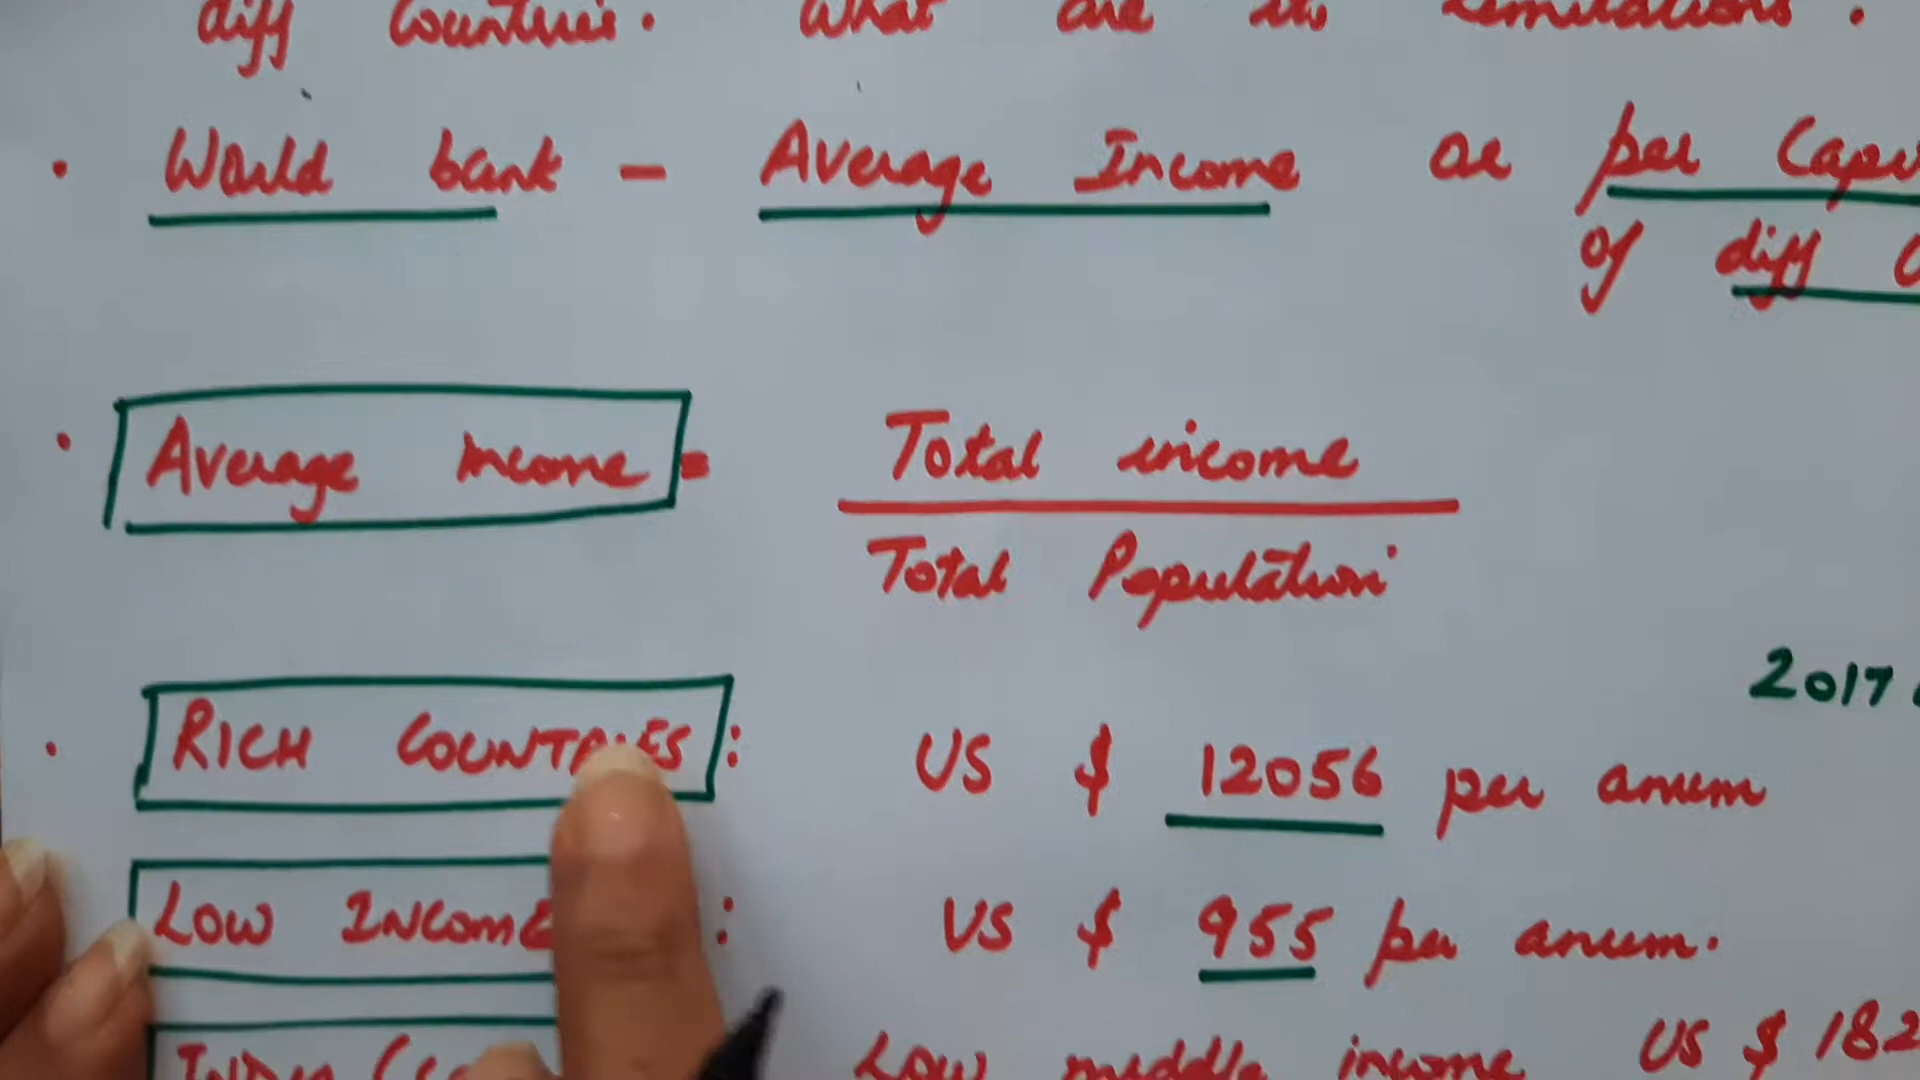 diff Countries. What are its limitations.
• World bank - Average Income or per Capi
of diff
• Average Income = Total income
Total Population
2017
• RICH COUNTRIES : US $ 12056 per anum
LOW INCOME : US $ 955 per anum.
INDIA Low middle income US $ 182